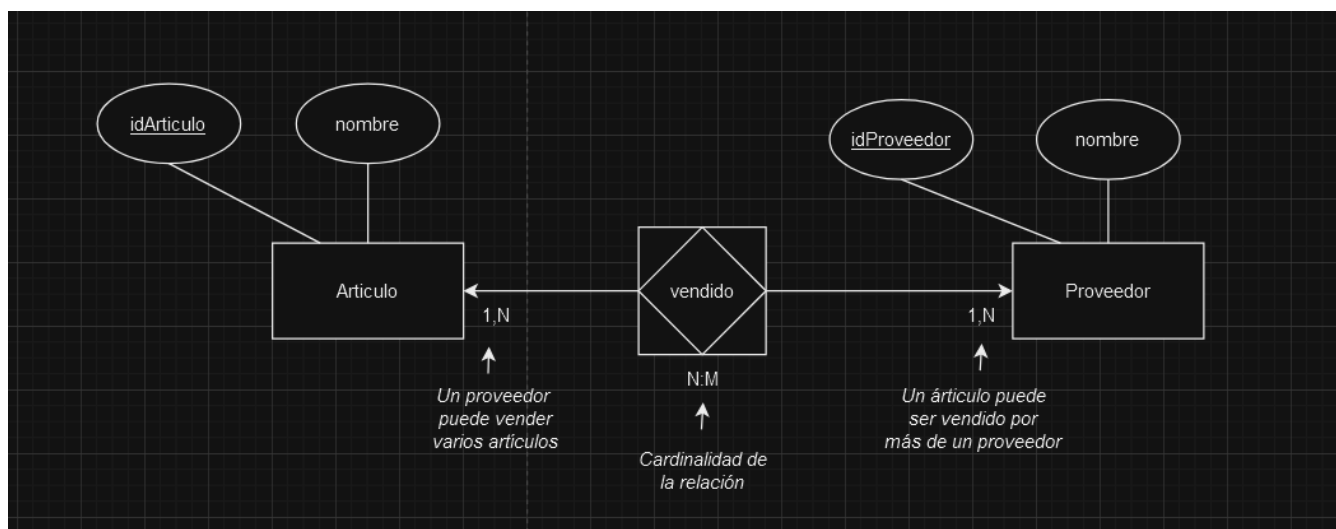 idArticulo
nombre
idProveedor
nombre
Articulo
vendido
Proveedor
1,N
1,N
N:M
Un proveedor
puede vender
varios artículos
Cardinalidad de
la relación
Un árticulo puede
ser vendido por
más de un proveedor